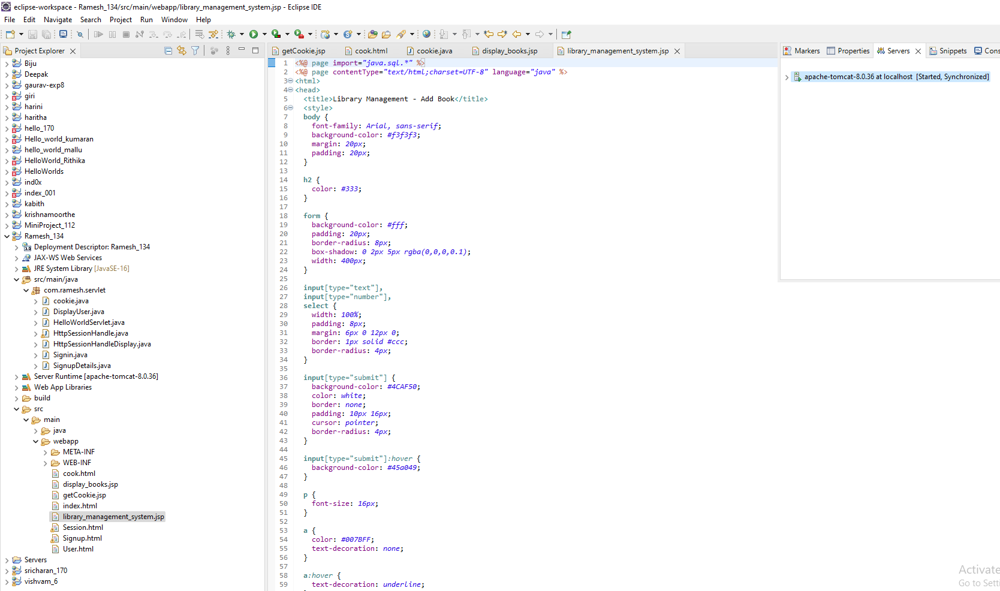 eclipse-workspace - Ramesh_134/src/main/webapp/library_management_system.jsp - Eclipse IDE
File Edit Navigate Search Project Run Window Help
Project Explorer
Biju
Deepak
gaurav-exp8
giri
harini
haritha
hello_170
Hello_world_kumaran
hello_world_mallu
HelloWorld_Rithika
HelloWorlds
ind0x
index_001
kabith
krishnamoorthe
MiniProject_112
Ramesh_134
Deployment Descriptor: Ramesh_134
JAX-WS Web Services
JRE System Library [JavaSE-16]
src/main/java
com.ramesh.servlet
cookie.java
DisplayUser.java
HelloWorldServlet.java
HttpSessionHandle.java
HttpSessionHandleDisplay.java
Signin.java
SignupDetails.java
Server Runtime [apache-tomcat-8.0.36]
Web App Libraries
build
src
main
java
webapp
META-INF
WEB-INF
cook.html
display_books.jsp
getCookie.jsp
index.html
library_management_system.jsp
Session.html
Signup.html
User.html
Servers
sricharan_170
vishvam_6
getCookie.jsp cook.html cookie.java display_books.jsp library_management_system.jsp
1 <%@ page import="java.sql.*" %>
2 <%@ page contentType="text/html;charset=UTF-8" language="java" %>
3 <html>
4 <head>
5 <title>Library Management - Add Book</title>
6 <style>
7 body {
8 font-family: Arial, sans-serif;
9 background-color: #f3f3f3;
10 margin: 20px;
11 padding: 20px;
12 }
13
14 h2 {
15 color: #333;
16 }
17
18 form {
19 background-color: #fff;
20 padding: 20px;
21 border-radius: 8px;
22 box-shadow: 0 2px 5px rgba(0,0,0,0.1);
23 width: 400px;
24 }
25
26 input[type="text"],
27 input[type="number"],
28 select {
29 width: 100%;
30 padding: 8px;
31 margin: 6px 0 12px 0;
32 border: 1px solid #ccc;
33 border-radius: 4px;
34 }
35
36 input[type="submit"] {
37 background-color: #4CAF50;
38 color: white;
39 border: none;
40 padding: 10px 16px;
41 cursor: pointer;
42 border-radius: 4px;
43 }
44
45 input[type="submit"]:hover {
46 background-color: #45a049;
47 }
48
49 p {
50 font-size: 16px;
51 }
52
53 a {
54 color: #007BFF;
55 text-decoration: none;
56 }
57
58 a:hover {
59 text-decoration: underline;
Markers Properties Servers Snippets Cons
apache-tomcat-8.0.36 at localhost [Started, Synchronized]
Activate
Go to Setti